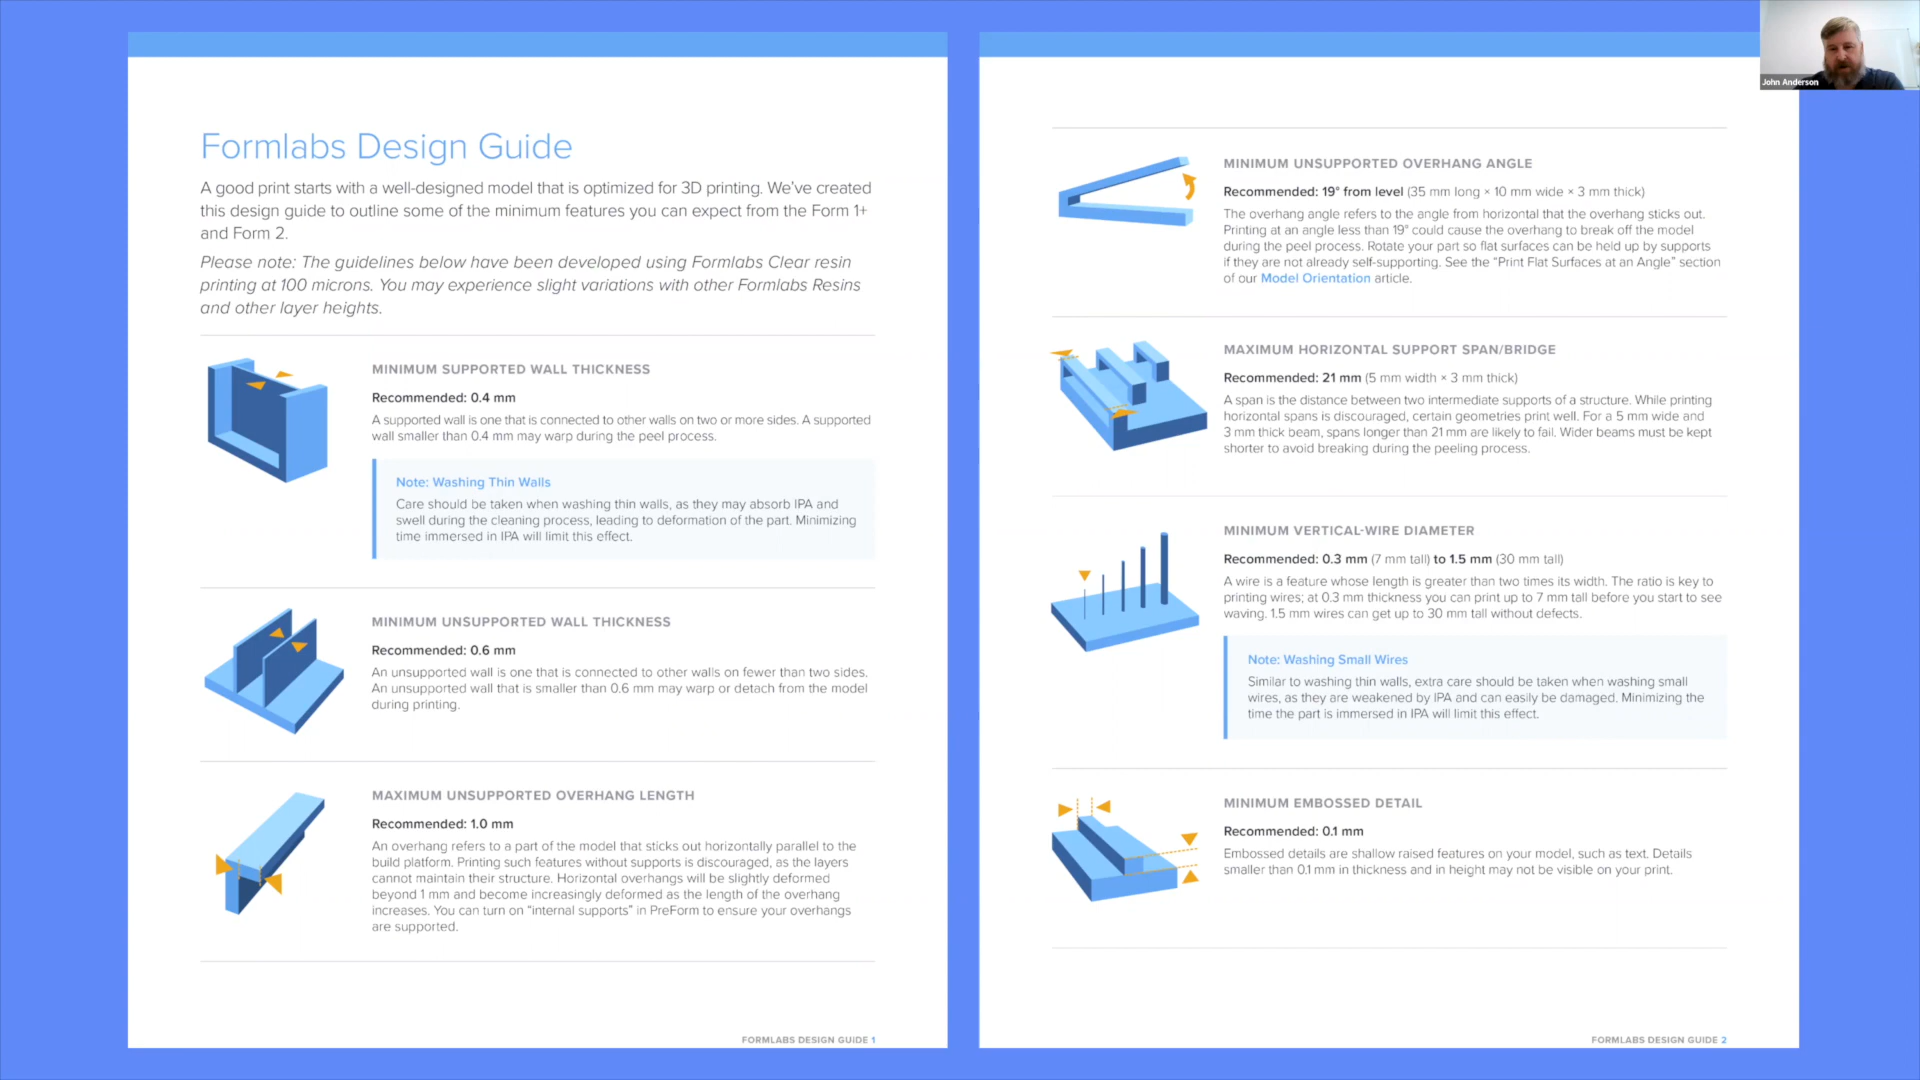 Formlabs Design Guide
A good print starts with a well-designed model that is optimized for 3D printing. We've created
this design guide to outline some of the minimum features you can expect from the Form 1+
and Form 2.
Please note: The guidelines below have been developed using Formlabs Clear resin
printing at 100 microns. You may experience slight variations with other Formlabs Resins
and other layer heights.
MINIMUM SUPPORTED WALL THICKNESS
Recommended: 0.4 mm
A supported wall is one that is connected to other walls on two or more sides. A supported
wall smaller than 0.4 mm may warp during the peel process.
Note: Washing Thin Walls
Care should be taken when washing thin walls, as they may absorb IPA and
swell during the cleaning process, leading to deformation of the part. Minimizing
time immersed in IPA will limit this effect.
MINIMUM UNSUPPORTED WALL THICKNESS
Recommended: 0.6 mm
An unsupported wall is one that is connected to other walls on fewer than two sides.
An unsupported wall that is smaller than 0.6 mm may warp or detach from the model
during printing.
MAXIMUM UNSUPPORTED OVERHANG LENGTH
Recommended: 1.0 mm
An overhang refers to a part of the model that sticks out horizontally parallel to the
build platform. Printing such features without supports is discouraged, as the layers
cannot maintain their structure. Horizontal overhangs will be slightly deformed
beyond 1 mm and become increasingly deformed as the length of the overhang
increases. You can turn on "internal supports" in PreForm to ensure your overhangs
are supported.
FORMLABS DESIGN GUIDE 1
MINIMUM UNSUPPORTED OVERHANG ANGLE
Recommended: 19° from level (35 mm long × 10 mm wide × 3 mm thick)
The overhang angle refers to the angle from horizontal that the overhang sticks out.
Printing at an angle less than 19° could cause the overhang to break off the model
during the peel process. Rotate your part so flat surfaces can be held up by supports
if they are not already self-supporting. See the "Print Flat Surfaces at an Angle" section
of our Model Orientation article.
MAXIMUM HORIZONTAL SUPPORT SPAN/BRIDGE
Recommended: 21 mm (5 mm width × 3 mm thick)
A span is the distance between two intermediate supports of a structure. While printing
horizontal spans is discouraged, certain geometries print well. For a 5 mm wide and
3 mm thick beam, spans longer than 21 mm are likely to fail. Wider beams must be kept
shorter to avoid breaking during the peeling process.
MINIMUM VERTICAL-WIRE DIAMETER
Recommended: 0.3 mm (7 mm tall) to 1.5 mm (30 mm tall)
A wire is a feature whose length is greater than two times its width. The ratio is key to
printing wires; at 0.3 mm thickness you can print up to 7 mm tall before you start to see
waving. 1.5 mm wires can get up to 30 mm tall without defects.
Note: Washing Small Wires
Similar to washing thin walls, extra care should be taken when washing small
wires, as they are weakened by IPA and can easily be damaged. Minimizing the
time the part is immersed in IPA will limit this effect.
MINIMUM EMBOSSED DETAIL
Recommended: 0.1 mm
Embossed details are shallow raised features on your model, such as text. Details
smaller than 0.1 mm in thickness and in height may not be visible on your print.
FORMLABS DESIGN GUIDE 2
John Anderson